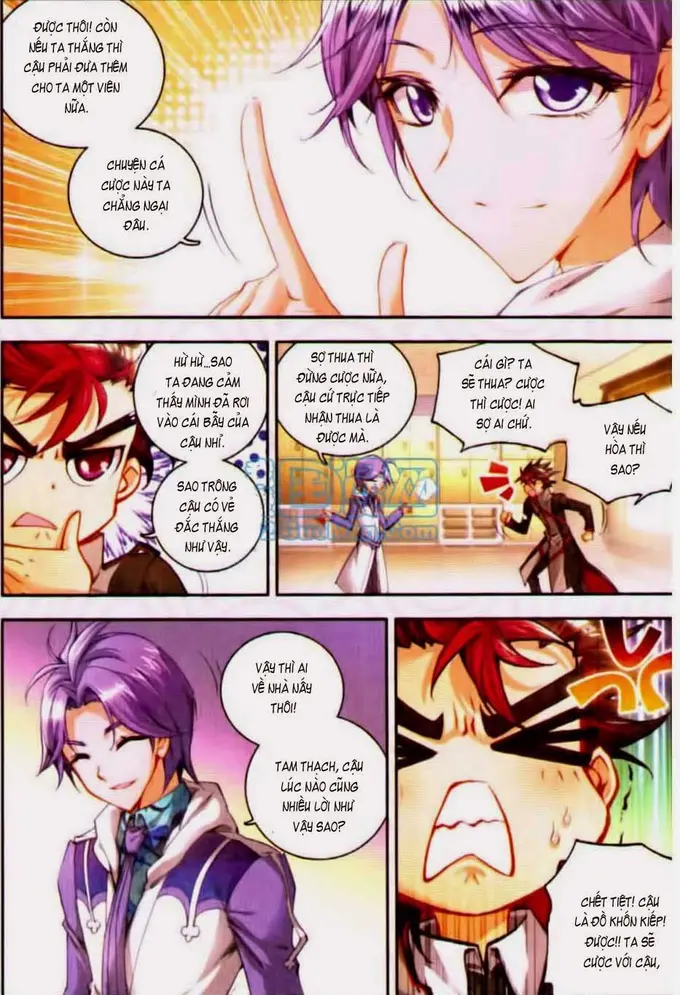 ĐƯỢC THÔI! CÒN
NẾU TA THẮNG THÌ
CẬU PHẢI ĐƯA THÊM
CHO TA MỘT VIÊN
NỮA.
CHUYỆN CÁ
CƯỢC NÀY TA
CHẲNG NGẠI
ĐÂU.
HỪ HỪ...SAO
TA ĐANG CẢM
THẤY MÌNH ĐÃ RƠI
VÀO CÁI BẪY CỦA
CẬU NHỈ.
SAO TRÔNG
CẬU CÓ VẺ
ĐẮC THẮNG
NHƯ VẬY.
SỢ THUA THÌ
ĐỪNG CƯỢC NỮA,
CẬU CỨ TRỰC TIẾP
NHẬN THUA LÀ
ĐƯỢC MÀ.
CÁI GÌ? TA
SẼ THUA? CƯỢC
THÌ CƯỢC! AI
SỢ AI CHỨ.
VẬY NẾU
HÒA THÌ
SAO?
VẬY THÌ AI
VỀ NHÀ NẤY
THÔI!
TAM THẠCH, CẬU
LÚC NÀO CŨNG
NHIỀU LỜI NHƯ
VẬY SAO?
CHẾT TIỆT! CẬU
LÀ ĐỒ KHỐN KIẾP!
ĐƯỢC!! TA SẼ
CƯỢC VỚI CẬU,